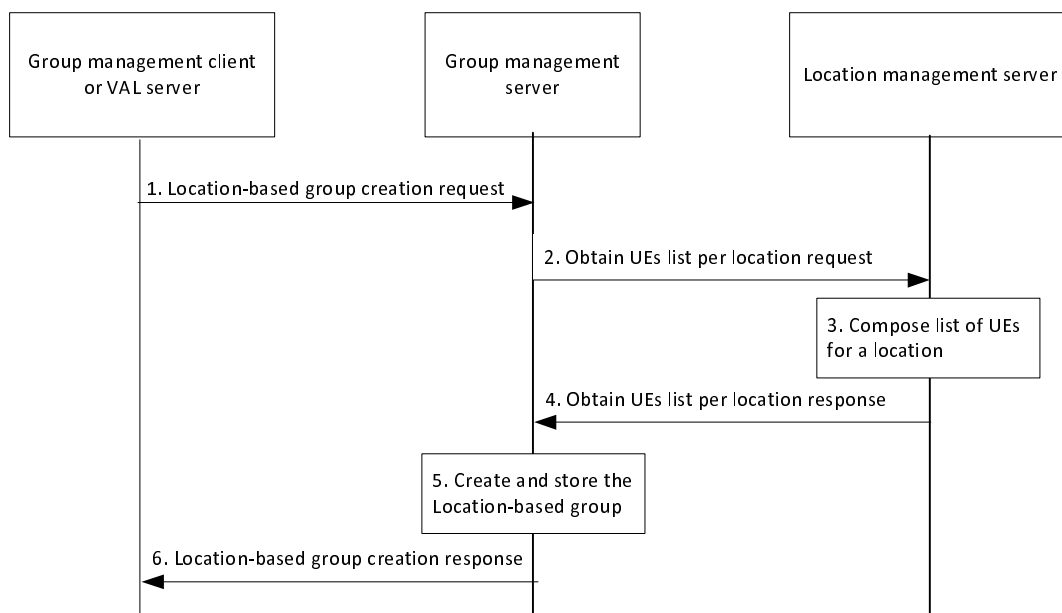 Group management client
or VAL server
Group management
server
Location management server
1. Location-based group creation request
2. Obtain UEs list per location request
3. Compose list of UEs
for a location
4. Obtain UEs list per location response
5. Create and store the
Location-based group
6. Location-based group creation response